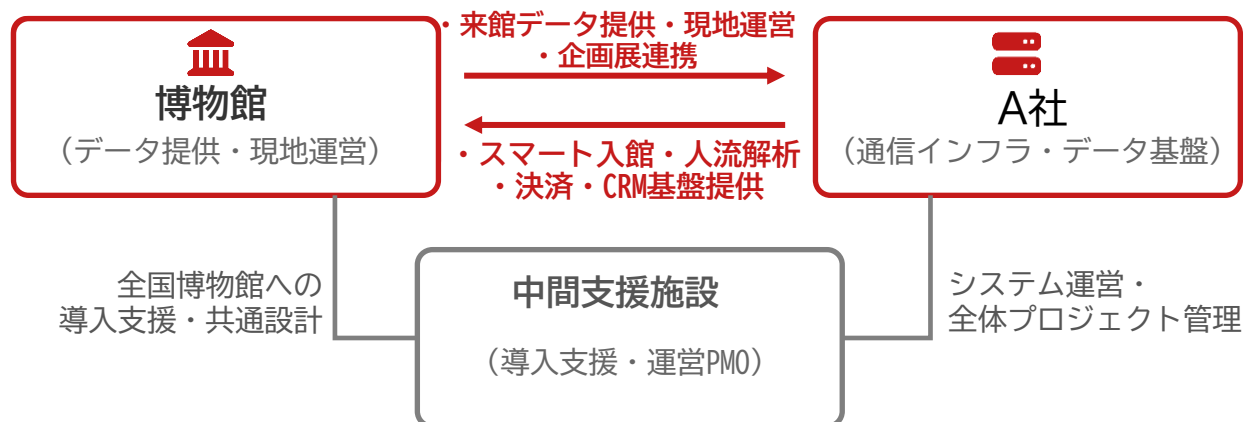 ・来館データ提供・現地運営
・企画展連携
博物館
（データ提供・現地運営）
A社
（通信インフラ・データ基盤）
・スマート入館・人流解析
・決済・CRM基盤提供
全国博物館への
導入支援・共通設計
中間支援施設
（導入支援・運営PMO）
システム運営・
全体プロジェクト管理